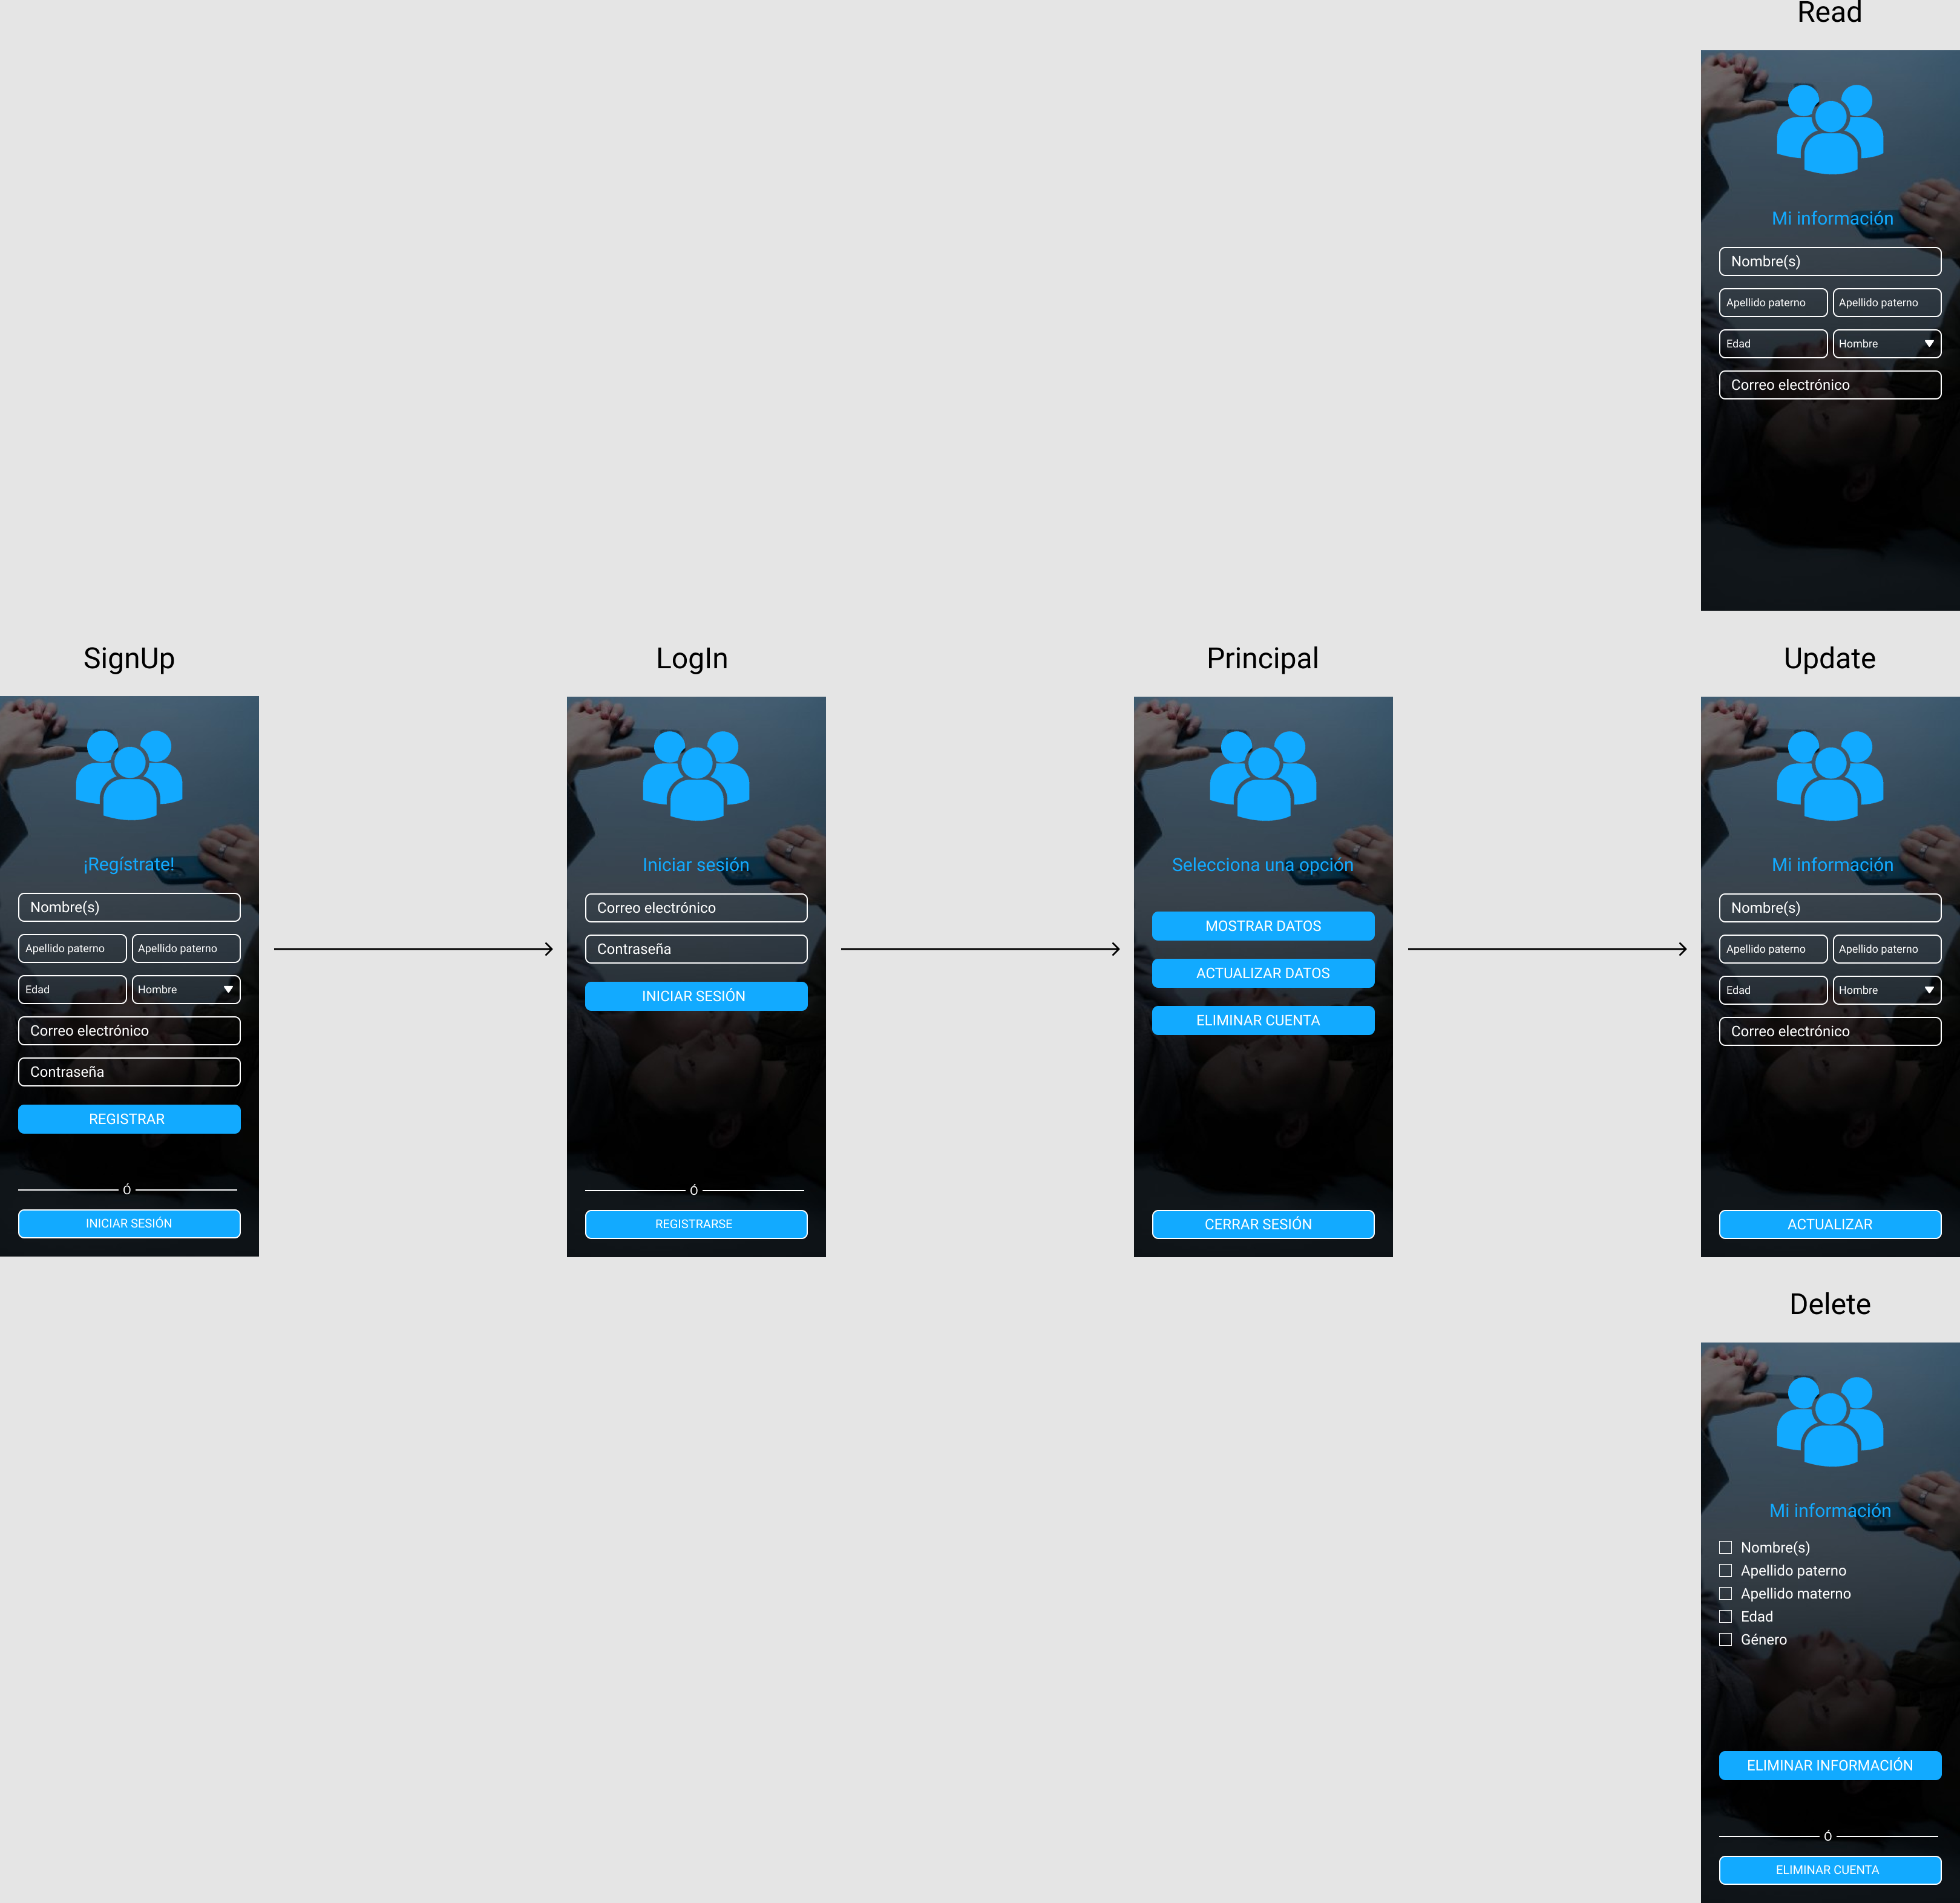 Read
Mi información
Nombre(s)
Apellido paterno Apellido paterno
Edad Hombre
Correo electrónico
SignUp
¡Regístrate!
Nombre(s)
Apellido paterno Apellido paterno
Edad Hombre
Correo electrónico
Contraseña
REGISTRAR
Ó
INICIAR SESIÓN
LogIn
Iniciar sesión
Correo electrónico
Contraseña
INICIAR SESIÓN
Ó
REGISTRARSE
Principal
Selecciona una opción
MOSTRAR DATOS
ACTUALIZAR DATOS
ELIMINAR CUENTA
CERRAR SESIÓN
Update
Mi información
Nombre(s)
Apellido paterno Apellido paterno
Edad Hombre
Correo electrónico
ACTUALIZAR
Delete
Mi información
Nombre(s)
Apellido paterno
Apellido materno
Edad
Género
ELIMINAR INFORMACIÓN
Ó
ELIMINAR CUENTA